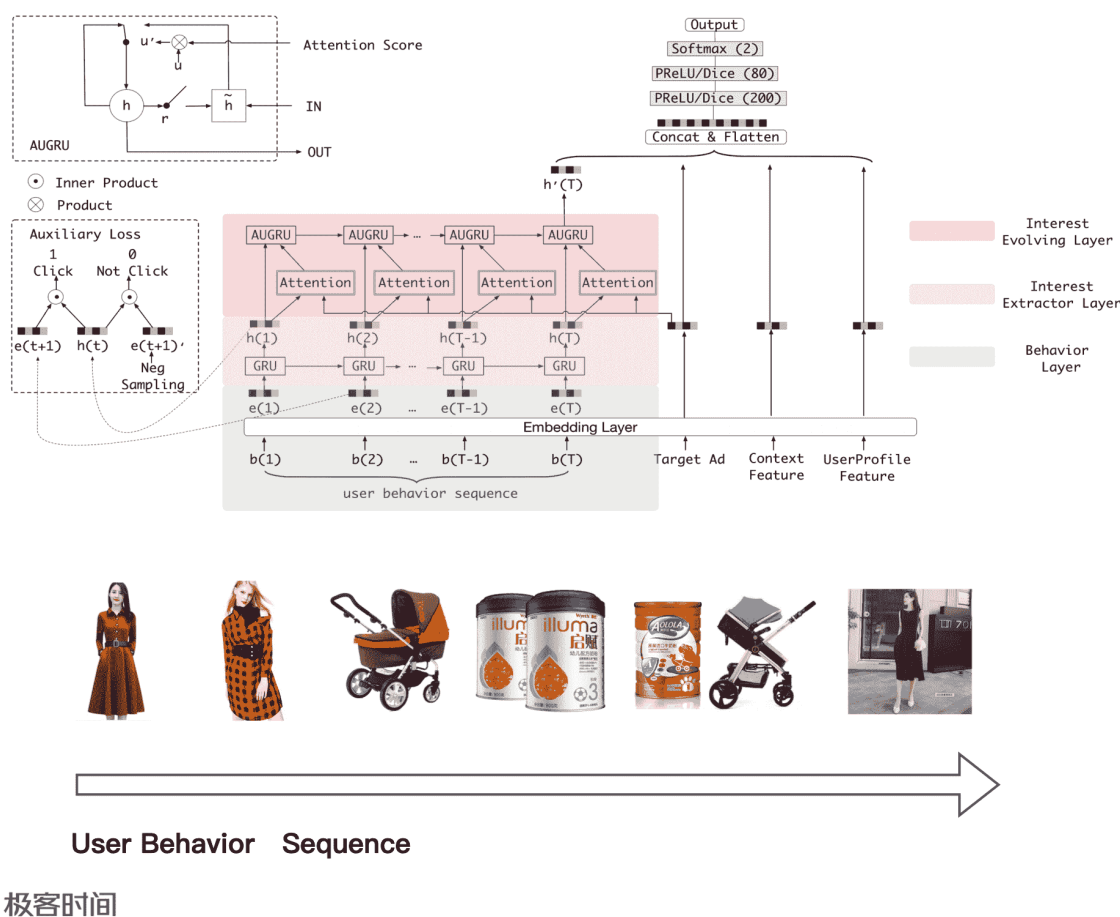 Output
Softmax (2)
PReLU/Dice (80)
PReLU/Dice (200)
Concat & Flatten
h'(T)
Attention Score
u'
u
h
h̃
r
IN
OUT
AUGRU
Inner Product
Product
Auxiliary Loss
1 0
Click Not Click
e(t+1) h(t) e(t+1)'
Neg
Sampling
AUGRU AUGRU ... AUGRU AUGRU
Attention Attention Attention Attention
h(1) h(2) h(T-1) h(T)
GRU GRU ... GRU GRU
e(1) e(2) ... e(T-1) e(T)
Embedding Layer
b(1) b(2) ... b(T-1) b(T)
user behavior sequence
Target Ad
Context
Feature
UserProfile
Feature
Interest
Evolving Layer
Interest
Extractor Layer
Behavior
Layer
illuma
启赋
3
AOLOLA
1
User Behavior Sequence
极客时间